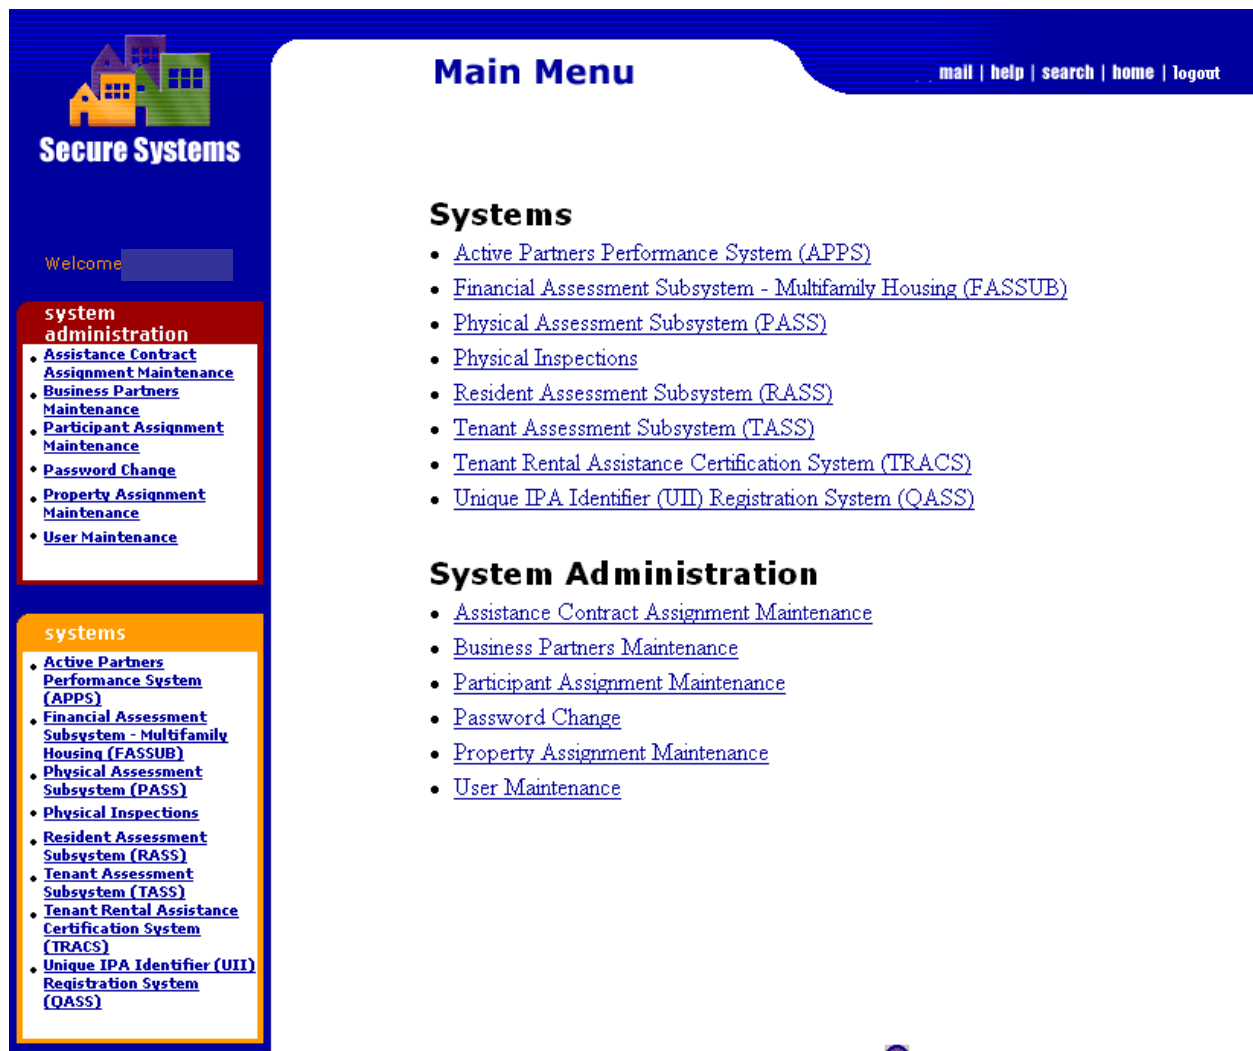 Main Menu
mail | help | search | home | logout
Secure Systems
Welcome
system
administration
Assistance Contract
Assignment Maintenance
Business Partners
Maintenance
Participant Assignment
Maintenance
Password Change
Property Assignment
Maintenance
User Maintenance
systems
Active Partners
Performance System
(APPS)
Financial Assessment
Subsystem - Multifamily
Housing (FASSUB)
Physical Assessment
Subsystem (PASS)
Physical Inspections
Resident Assessment
Subsystem (RASS)
Tenant Assessment
Subsystem (TASS)
Tenant Rental Assistance
Certification System
(TRACS)
Unique IPA Identifier (UII)
Registration System
(QASS)
Systems
Active Partners Performance System (APPS)
Financial Assessment Subsystem - Multifamily Housing (FASSUB)
Physical Assessment Subsystem (PASS)
Physical Inspections
Resident Assessment Subsystem (RASS)
Tenant Assessment Subsystem (TASS)
Tenant Rental Assistance Certification System (TRACS)
Unique IPA Identifier (UII) Registration System (QASS)
System Administration
Assistance Contract Assignment Maintenance
Business Partners Maintenance
Participant Assignment Maintenance
Password Change
Property Assignment Maintenance
User Maintenance